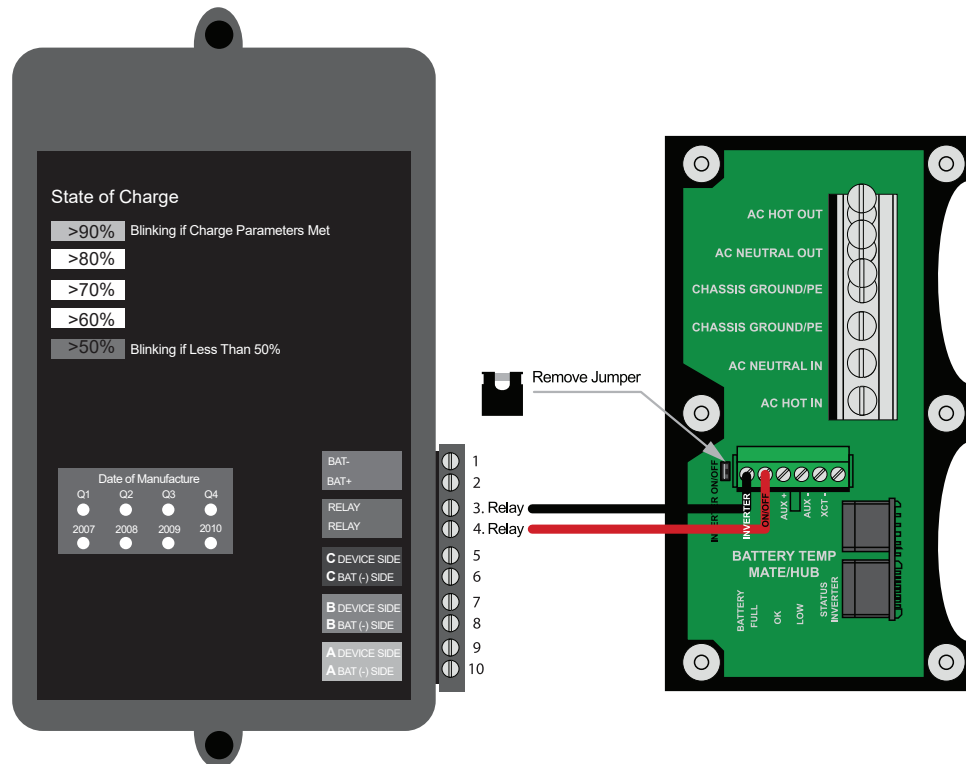 State of Charge
>90% Blinking if Charge Parameters Met
>80%
>70%
>60%
>50% Blinking if Less Than 50%
Date of Manufacture
Q1 Q2 Q3 Q4
2007 2008 2009 2010
BAT-
BAT+
RELAY
RELAY
C DEVICE SIDE
C BAT (-) SIDE
B DEVICE SIDE
B BAT (-) SIDE
A DEVICE SIDE
A BAT (-) SIDE
1
2
3. Relay
4. Relay
5
6
7
8
9
10
Remove Jumper
AC HOT OUT
AC NEUTRAL OUT
CHASSIS GROUND/PE
CHASSIS GROUND/PE
AC NEUTRAL IN
AC HOT IN
INVERTER ON/OFF
INVERTER
ON/OFF
AUX +
AUX -
XCT -
BATTERY TEMP
MATE/HUB
BATTERY
FULL
OK
LOW
STATUS
INVERTER